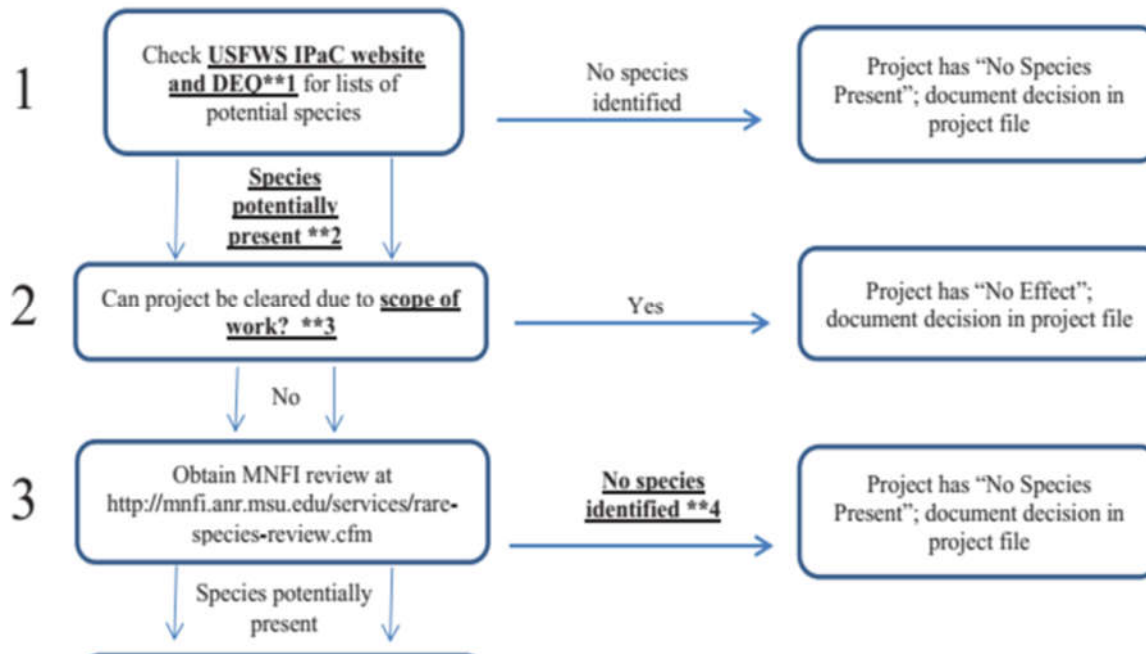 1
Check USFWS IPaC website
and DEQ**1 for lists of
potential species
No species
identified
Project has “No Species
Present”; document decision in
project file
Species
potentially
present **2
2
Can project be cleared due to scope of
work?  **3
Yes
Project has “No Effect”;
document decision in project file
No
3
Obtain MNFI review at
http://mnfi.anr.msu.edu/services/rare-
species-review.cfm
No species
identified **4
Project has “No Species
Present”; document decision in
project file
Species potentially
present